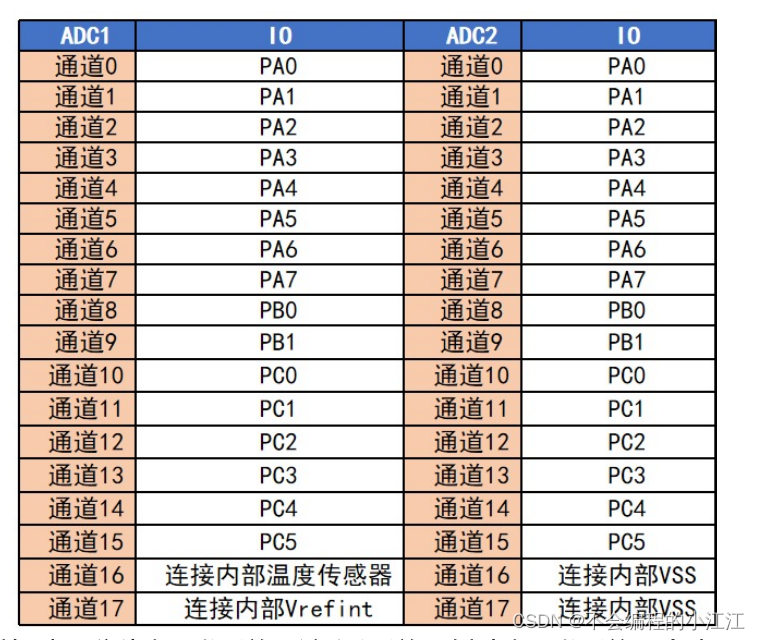 ADC1 IO ADC2 IO
通道0 PA0 通道0 PA0
通道1 PA1 通道1 PA1
通道2 PA2 通道2 PA2
通道3 PA3 通道3 PA3
通道4 PA4 通道4 PA4
通道5 PA5 通道5 PA5
通道6 PA6 通道6 PA6
通道7 PA7 通道7 PA7
通道8 PB0 通道8 PB0
通道9 PB1 通道9 PB1
通道10 PC0 通道10 PC0
通道11 PC1 通道11 PC1
通道12 PC2 通道12 PC2
通道13 PC3 通道13 PC3
通道14 PC4 通道14 PC4
通道15 PC5 通道15 PC5
通道16 连接内部温度传感器 通道16 连接内部VSS
通道17 连接内部Vrefint 通道17 连接内部VSS
CSDN @不会编程的小江江